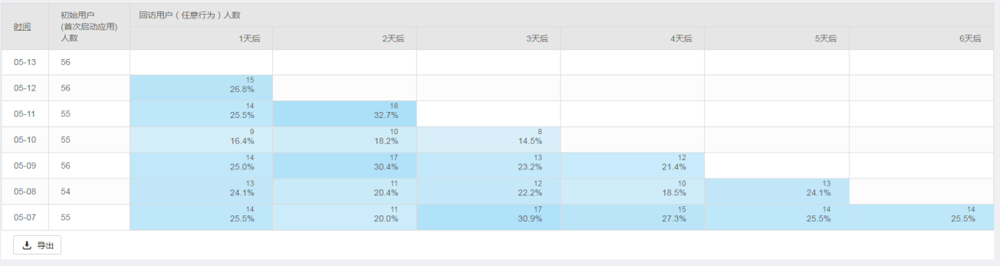 时间 初始用户 (首次启动应用) 人数 回访用户（任意行为）人数
1天后 2天后 3天后 4天后 5天后 6天后
05-13 56
05-12 56 15 26.8%
05-11 55 14 25.5% 18 32.7%
05-10 55 9 16.4% 10 18.2% 8 14.5%
05-09 56 14 25.0% 17 30.4% 13 23.2% 12 21.4%
05-08 54 13 24.1% 11 20.4% 12 22.2% 10 18.5% 13 24.1%
05-07 55 14 25.5% 11 20.0% 17 30.9% 15 27.3% 14 25.5% 14 25.5%
导出